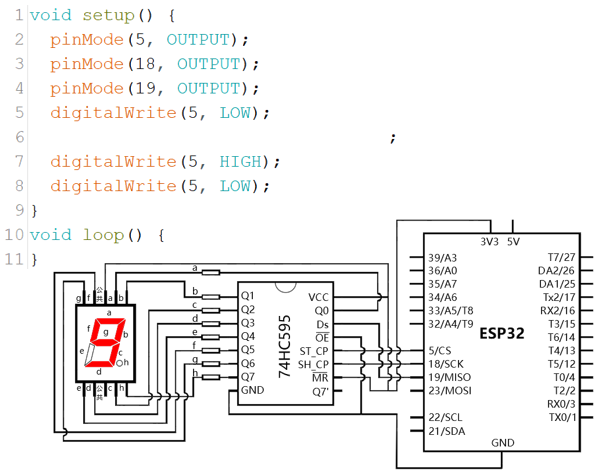 1 void setup() {
2 pinMode(5, OUTPUT);
3 pinMode(18, OUTPUT);
4 pinMode(19, OUTPUT);
5 digitalWrite(5, LOW);
6 ;
7 digitalWrite(5, HIGH);
8 digitalWrite(5, LOW);
9 }
10 void loop() {
11 }
g f 公共 a b
a
f
g
b
e
c
d
h
e d 公共 c h
a
b
c
d
e
f
g
h
74HC595
Q1
Q2
Q3
Q4
Q5
Q6
Q7
GND
VCC
Q0
Ds
OE
ST_CP
SH_CP
MR
Q7'
ESP32
3V3 5V
39/A3
36/A0
35/A7
34/A6
33/A5/T8
32/A4/T9
5/CS
18/SCK
19/MISO
23/MOSI
22/SCL
21/SDA
T7/27
DA2/26
DA1/25
Tx2/17
RX2/16
T3/15
T6/14
T4/13
T5/12
T0/4
T2/2
RX0/3
TX0/1
GND